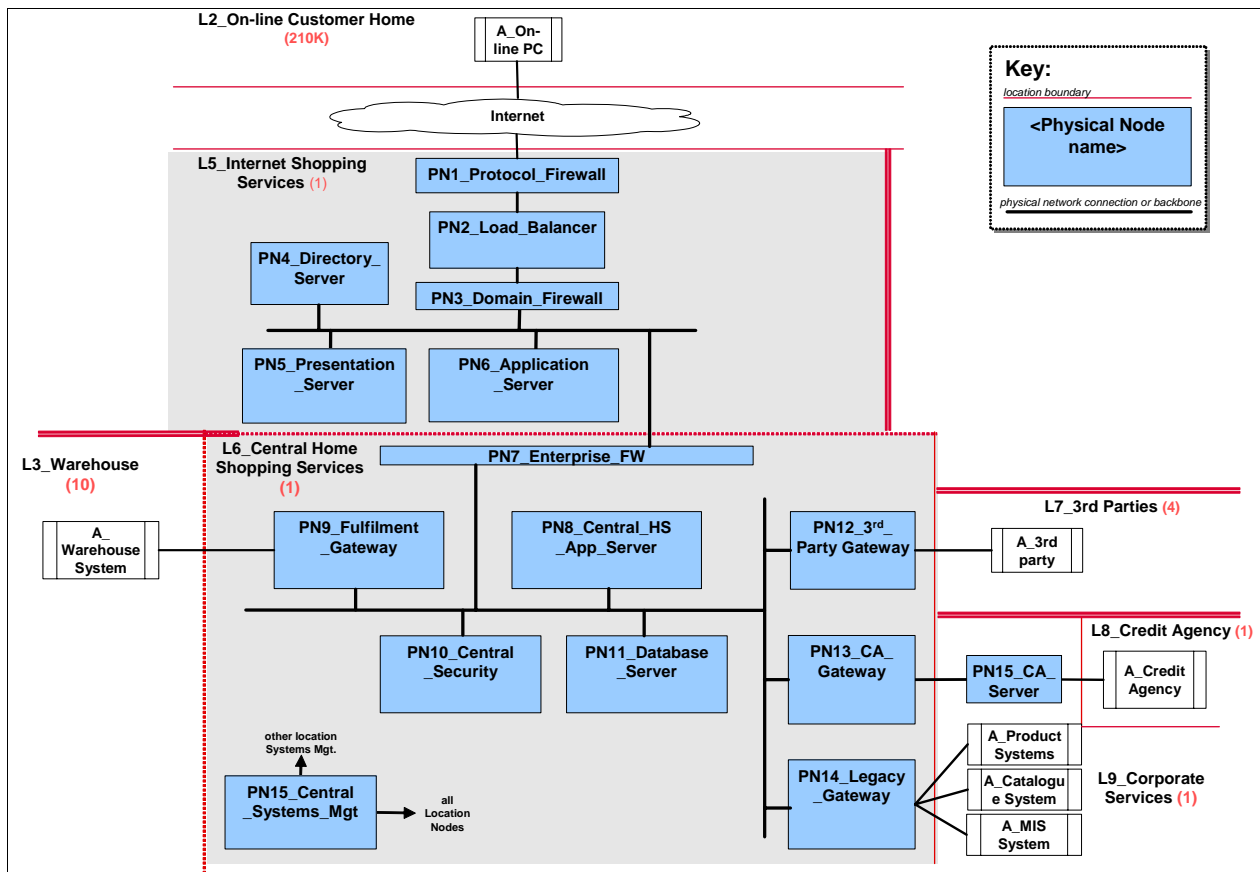 L2_On-line Customer Home
(210K)
A_On-
line PC
Key:
location boundary
<Physical Node
name>
physical network connection or backbone
Internet
L5_Internet Shopping
Services (1)
PN1_Protocol_Firewall
PN2_Load_Balancer
PN4_Directory_
Server
PN3_Domain_Firewall
PN5_Presentation
_Server
PN6_Application
_Server
L3_Warehouse
(10)
L6_Central Home
Shopping Services
(1)
PN7_Enterprise_FW
L7_3rd Parties (4)
A_
Warehouse
System
PN9_Fulfilment
_Gateway
PN8_Central_HS
_App_Server
PN12_3rd_
Party Gateway
A_3rd
party
L8_Credit Agency (1)
PN10_Central
_Security
PN11_Database
_Server
PN13_CA_
Gateway
PN15_CA_
Server
A_Credit
Agency
other location
Systems Mgt.
PN15_Central
_Systems_Mgt
all
Location
Nodes
PN14_Legacy
_Gateway
A_Product
Systems
A_Catalogu
e System
A_MIS
System
L9_Corporate
Services (1)